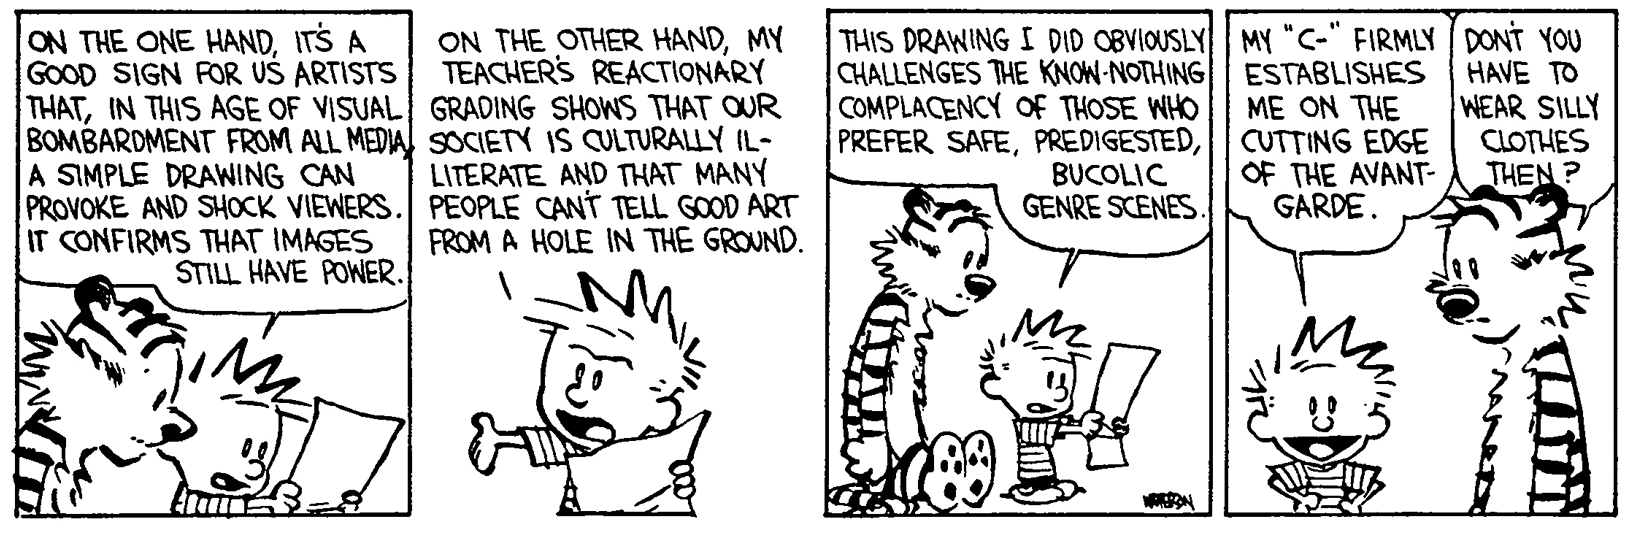 ON THE ONE HAND, IT'S A
GOOD SIGN FOR US ARTISTS
THAT, IN THIS AGE OF VISUAL
BOMBARDMENT FROM ALL MEDIA,
A SIMPLE DRAWING CAN
PROVOKE AND SHOCK VIEWERS.
IT CONFIRMS THAT IMAGES
STILL HAVE POWER.
ON THE OTHER HAND, MY
TEACHER'S REACTIONARY
GRADING SHOWS THAT OUR
SOCIETY IS CULTURALLY IL-
LITERATE AND THAT MANY
PEOPLE CAN'T TELL GOOD ART
FROM A HOLE IN THE GROUND.
THIS DRAWING I DID OBVIOUSLY
CHALLENGES THE KNOW-NOTHING
COMPLACENCY OF THOSE WHO
PREFER SAFE, PREDIGESTED,
BUCOLIC
GENRE SCENES.
WATTERSON
MY "C-" FIRMLY
ESTABLISHES
ME ON THE
CUTTING EDGE
OF THE AVANT-
GARDE.
DON'T YOU
HAVE TO
WEAR SILLY
CLOTHES
THEN?